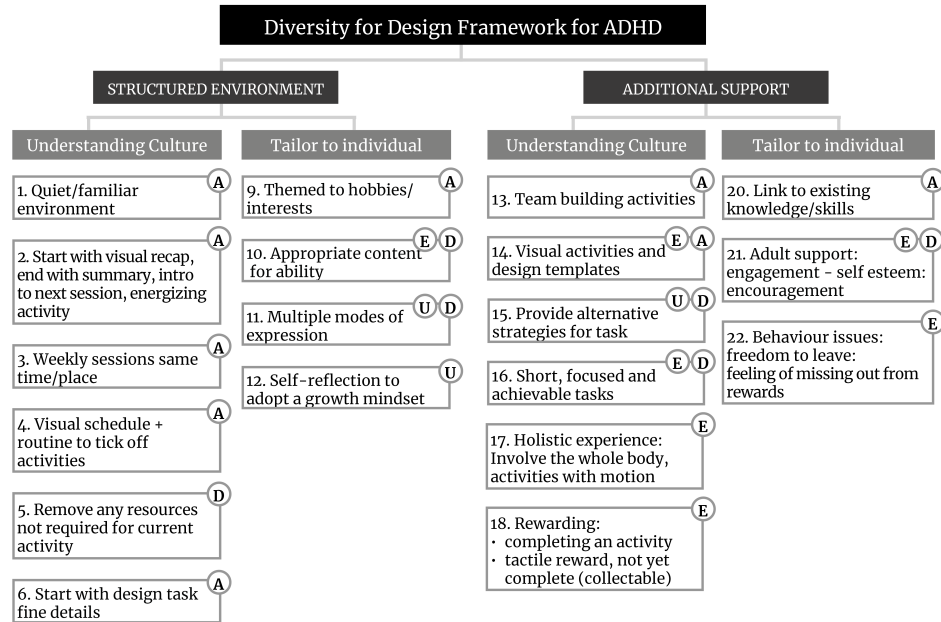 Diversity for Design Framework for ADHD
STRUCTURED ENVIRONMENT
Understanding Culture
A
1. Quiet/familiar
environment
A
2. Start with visual recap,
end with summary, intro
to next session, energizing
activity
A
3. Weekly sessions same
time/place
A
4. Visual schedule +
routine to tick off
activities
D
5. Remove any resources
not required for current
activity
A
6. Start with design task
fine details
Tailor to individual
A
9. Themed to hobbies/
interests
E D
10. Appropriate content
for ability
U D
11. Multiple modes of
expression
U
12. Self-reflection to
adopt a growth mindset
ADDITIONAL SUPPORT
Understanding Culture
A
13. Team building activities
E A
14. Visual activities and
design templates
U D
15. Provide alternative
strategies for task
E D
16. Short, focused and
achievable tasks
E
17. Holistic experience:
Involve the whole body,
activities with motion
E
18. Rewarding:
· completing an activity
· tactile reward, not yet
complete (collectable)
Tailor to individual
A
20. Link to existing
knowledge/skills
E D
21. Adult support:
engagement - self esteem:
encouragement
E
22. Behaviour issues:
freedom to leave:
feeling of missing out from
rewards